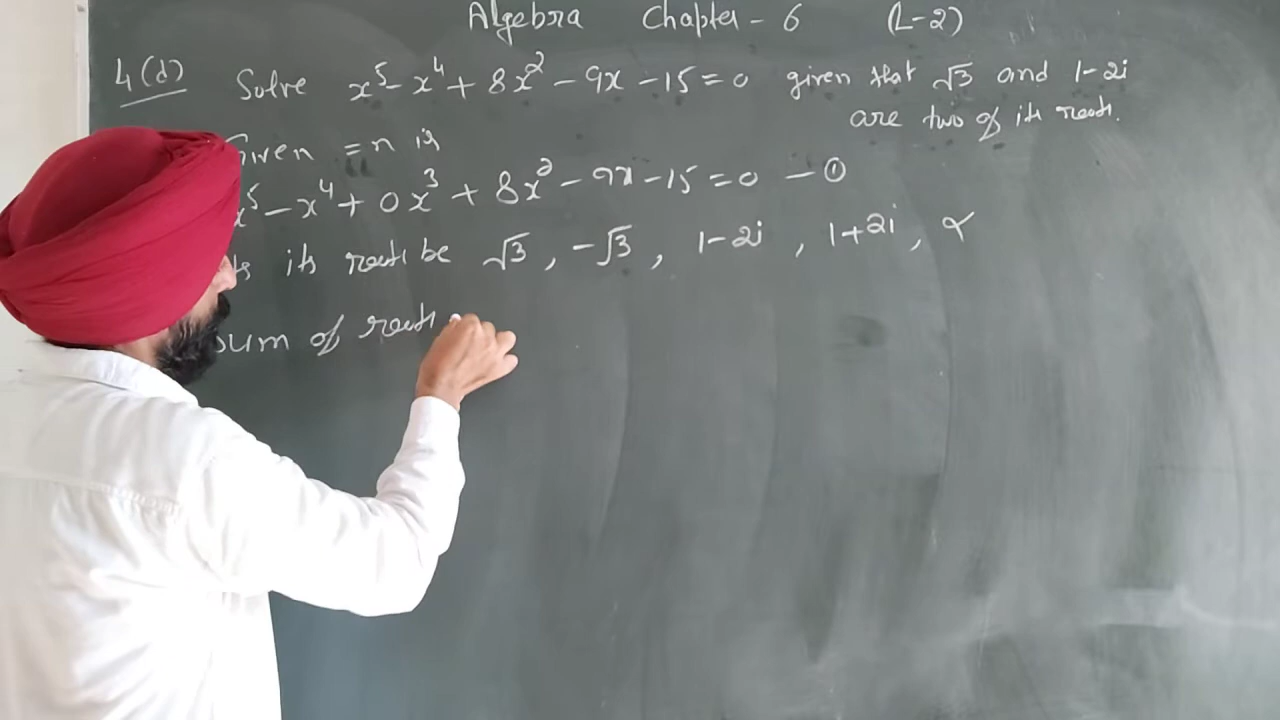 Algebra Chapter - 6 (L-2)
4(d) Solve x⁵ - x⁴ + 8x² - 9x - 15 = 0 given that √3 and 1-2i
are two of its roots.
Given =n is
x⁵ - x⁴ + 0x³ + 8x² - 9x - 15 = 0 - ①
its roots be √3, -√3, 1-2i, 1+2i, α
Sum of roots